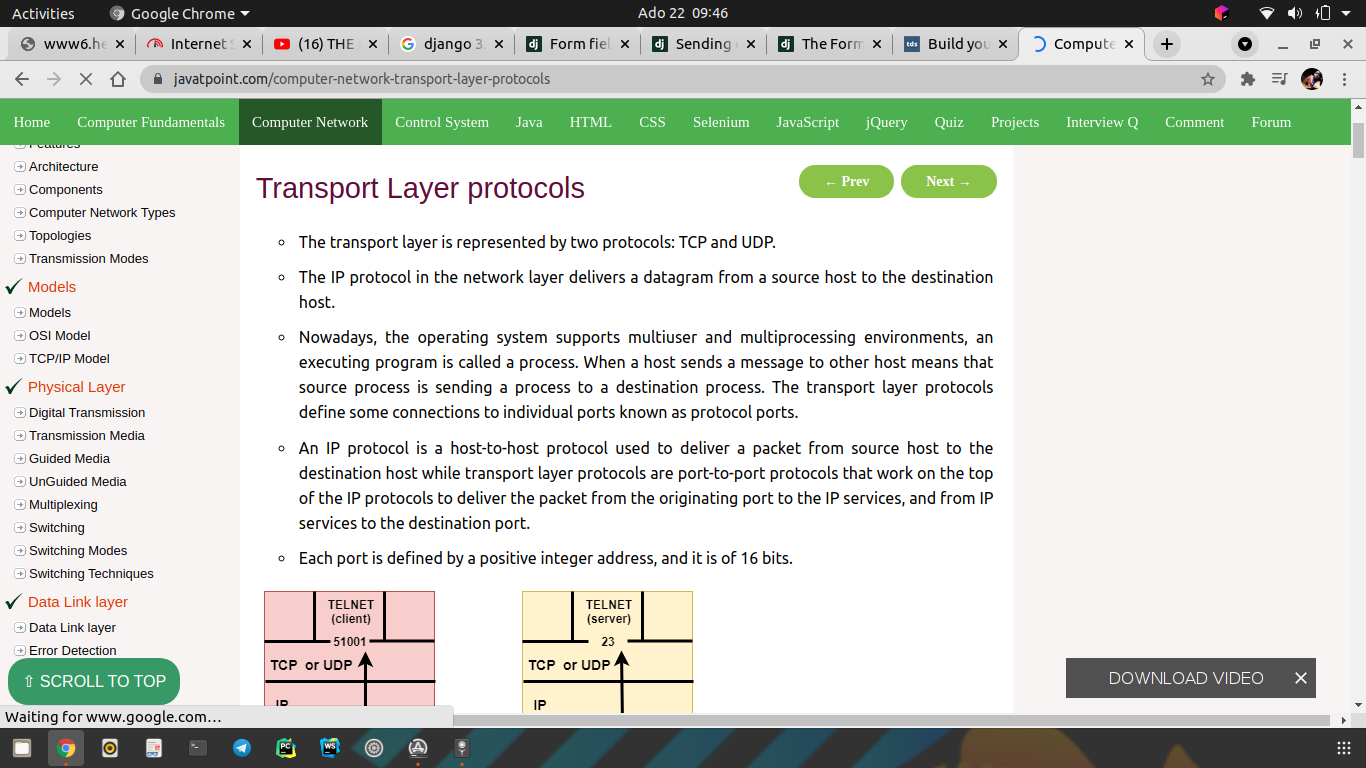 Activities
Google Chrome
Ado 22 09:46
www6.he
Internet S
(16) THE
django 3.
Form fiel
Sending
The Form
tds
Build you
Compute
javatpoint.com/computer-network-transport-layer-protocols
Home
Computer Fundamentals
Computer Network
Control System
Java
HTML
CSS
Selenium
JavaScript
jQuery
Quiz
Projects
Interview Q
Comment
Forum
Features
Architecture
Components
Computer Network Types
Topologies
Transmission Modes
Models
Models
OSI Model
TCP/IP Model
Physical Layer
Digital Transmission
Transmission Media
Guided Media
UnGuided Media
Multiplexing
Switching
Switching Modes
Switching Techniques
Data Link layer
Data Link layer
Error Detection
⇧ SCROLL TO TOP
Waiting for www.google.com…
Transport Layer protocols
← Prev
Next →
The transport layer is represented by two protocols: TCP and UDP.
The IP protocol in the network layer delivers a datagram from a source host to the destination
host.
Nowadays, the operating system supports multiuser and multiprocessing environments, an
executing program is called a process. When a host sends a message to other host means that
source process is sending a process to a destination process. The transport layer protocols
define some connections to individual ports known as protocol ports.
An IP protocol is a host-to-host protocol used to deliver a packet from source host to the
destination host while transport layer protocols are port-to-port protocols that work on the top
of the IP protocols to deliver the packet from the originating port to the IP services, and from IP
services to the destination port.
Each port is defined by a positive integer address, and it is of 16 bits.
TELNET
(client)
51001
TCP or UDP
IP
TELNET
(server)
23
TCP or UDP
IP
DOWNLOAD VIDEO